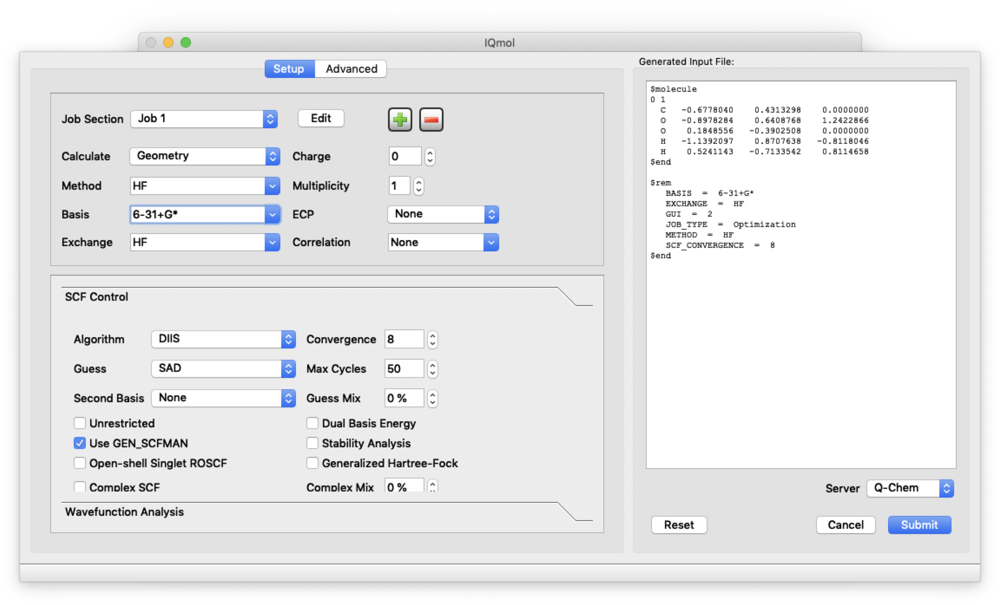 IQmol
Setup Advanced
Job Section Job 1 Edit
Calculate Geometry Charge 0
Method HF Multiplicity 1
Basis 6-31+G* ECP None
Exchange HF Correlation None
SCF Control
Algorithm DIIS Convergence 8
Guess SAD Max Cycles 50
Second Basis None Guess Mix 0 %
Unrestricted Dual Basis Energy
Use GEN_SCFMAN Stability Analysis
Open-shell Singlet ROSCF Generalized Hartree-Fock
Complex SCF Complex Mix 0 %
Wavefunction Analysis
Generated Input File:
$molecule
0 1
C -0.6778040 0.4313298 0.0000000
O -0.8978284 0.6408768 1.2422866
O 0.1848556 -0.3902508 0.0000000
H -1.1392097 0.8707638 -0.8118046
H 0.5241143 -0.7133542 0.8114658
$end
$rem
BASIS = 6-31+G*
EXCHANGE = HF
GUI = 2
JOB_TYPE = Optimization
METHOD = HF
SCF_CONVERGENCE = 8
$end
Server Q-Chem
Reset Cancel Submit